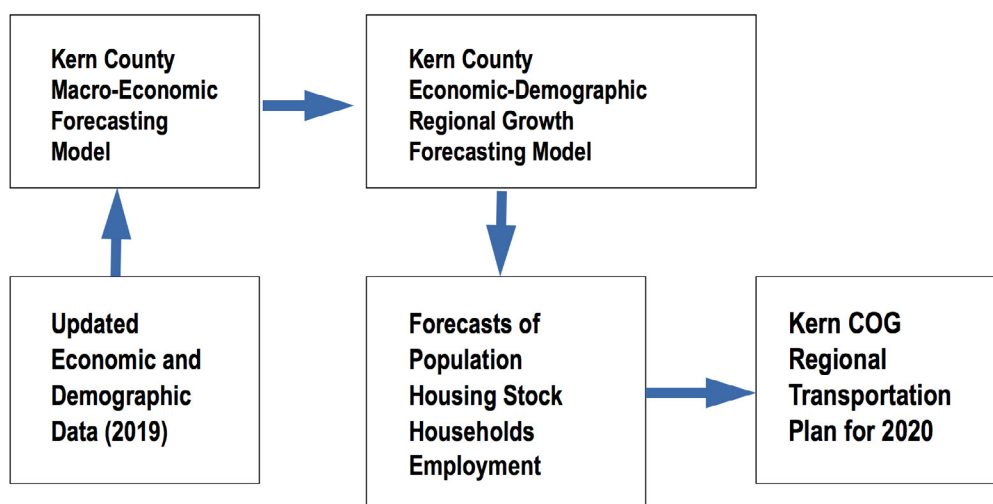 Kern County
Macro-Economic
Forecasting
Model
Kern County
Economic-Demographic
Regional Growth
Forecasting Model
Updated
Economic and
Demographic
Data (2019)
Forecasts of
Population
Housing Stock
Households
Employment
Kern COG
Regional
Transportation
Plan for 2020